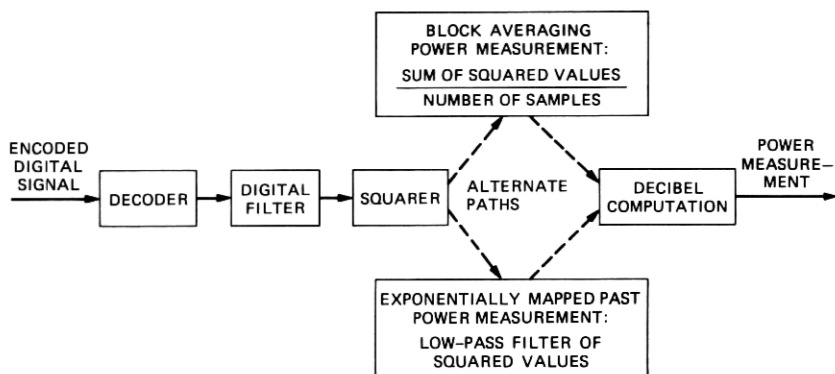 BLOCK AVERAGING
POWER MEASUREMENT:
SUM OF SQUARED VALUES
NUMBER OF SAMPLES
ENCODED
DIGITAL
SIGNAL
DECODER
DIGITAL
FILTER
SQUARER
ALTERNATE
PATHS
DECIBEL
COMPUTATION
POWER
MEASURE–
MENT
EXPONENTIALLY MAPPED PAST
POWER MEASUREMENT:
LOW–PASS FILTER OF
SQUARED VALUES